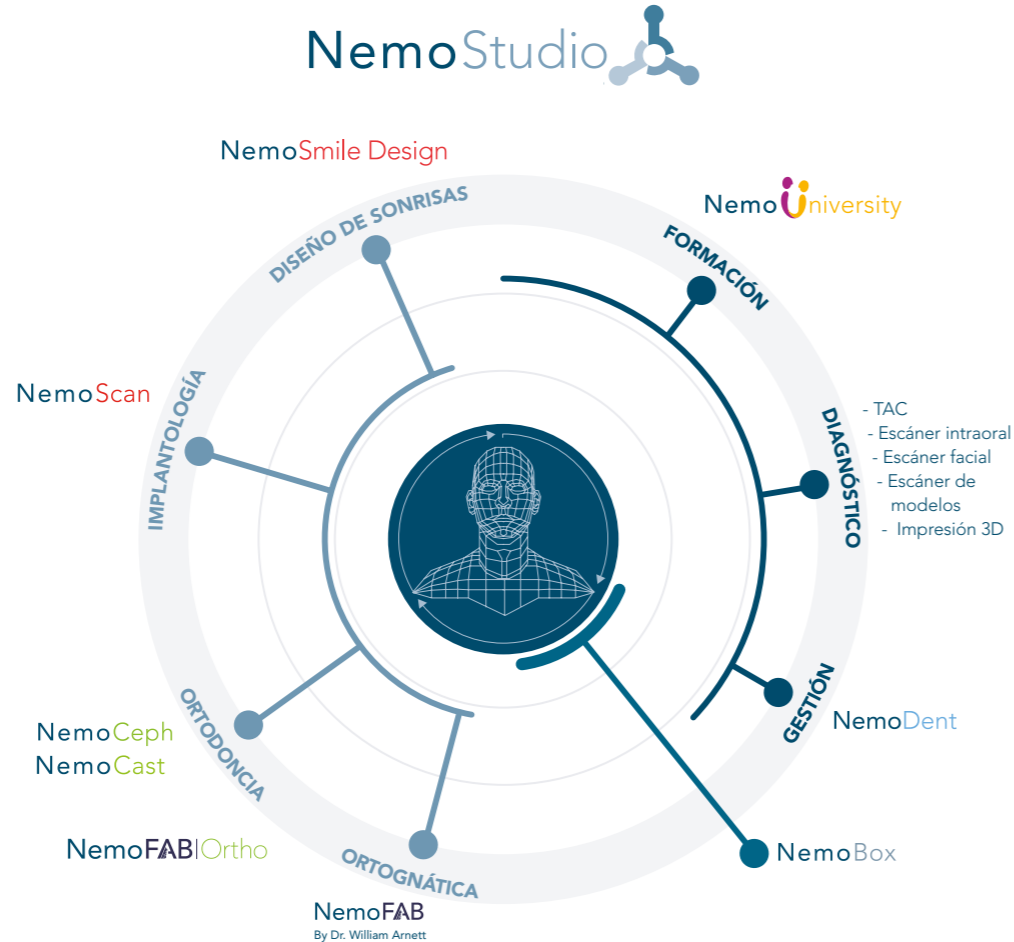 NemoStudio
NemoSmile Design
DISEÑO DE SONRISAS
NemoUniversity
FORMACIÓN
NemoScan
IMPLANTOLOGÍA
DIAGNÓSTICO
- TAC
- Escáner intraoral
- Escáner facial
- Escáner de
modelos
- Impresión 3D
GESTIÓN
NemoDent
ORTODONCIA
NemoCeph
NemoCast
NemoFAB|Ortho
NemoBox
ORTOGNÁTICA
NemoFAB
By Dr. William Arnett